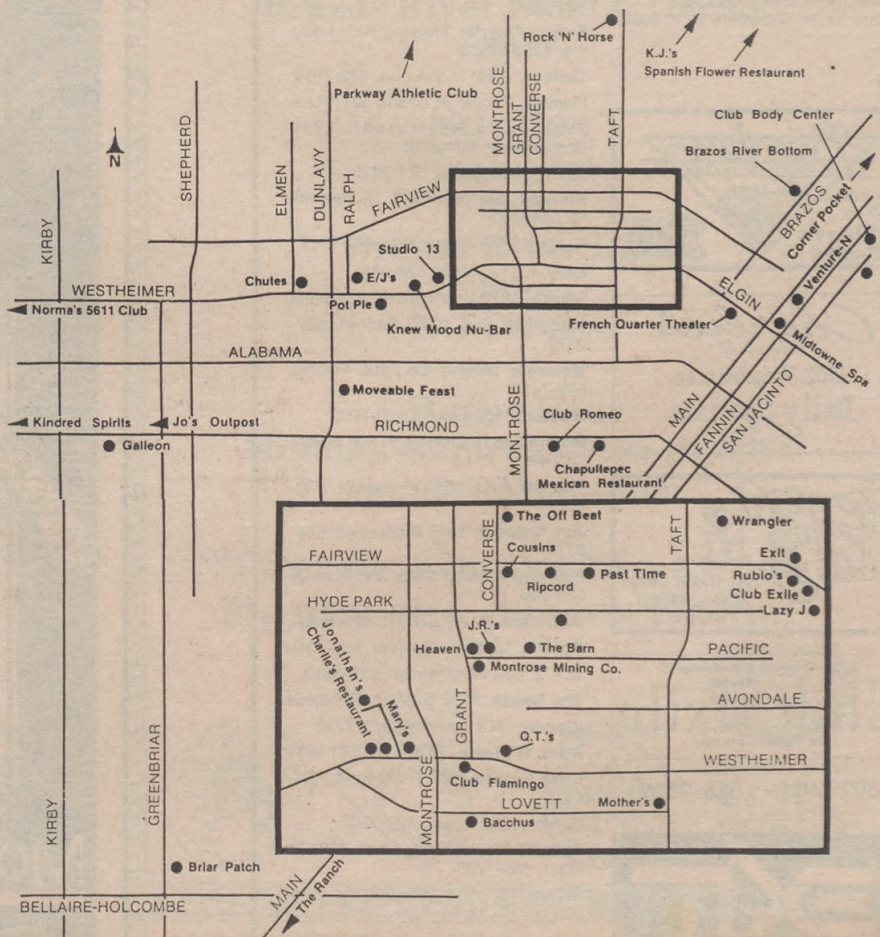 Rock 'N' Horse
K.J.'s
Spanish Flower Restaurant
Parkway Athletic Club
MONTROSE
GRANT
CONVERSE
TAFT
Club Body Center
Brazos River Bottom
N
SHEPHERD
ELMEN
DUNLAVY
RALPH
FAIRVIEW
BRAZOS
Corner Pocket
KIRBY
Studio 13
Venture-N
Chutes
E/J's
WESTHEIMER
ELGIN
Norma's 5611 Club
Pot Pie
Knew Mood Nu-Bar
French Quarter Theater
Midtowne Spa
ALABAMA
Moveable Feast
MAIN
FANNIN
SAN JACINTO
Kindred Spirits
Jo's Outpost
RICHMOND
MONTROSE
Club Romeo
Galleon
Chapultepec
Mexican Restaurant
The Off Beat
CONVERSE
TAFT
Wrangler
FAIRVIEW
Cousins
Exit
Ripcord
Past Time
Rubio's
Club Exile
HYDE PARK
Lazy J
J.R.'s
Heaven
The Barn
PACIFIC
Montrose Mining Co.
Jonathan's
Charlie's Restaurant
Mary's
GRANT
AVONDALE
Q.T.'s
WESTHEIMER
Club Flamingo
MONTROSE
LOVETT
Mother's
Bacchus
KIRBY
GREENBRIAR
Briar Patch
MAIN
The Ranch
BELLAIRE-HOLCOMBE